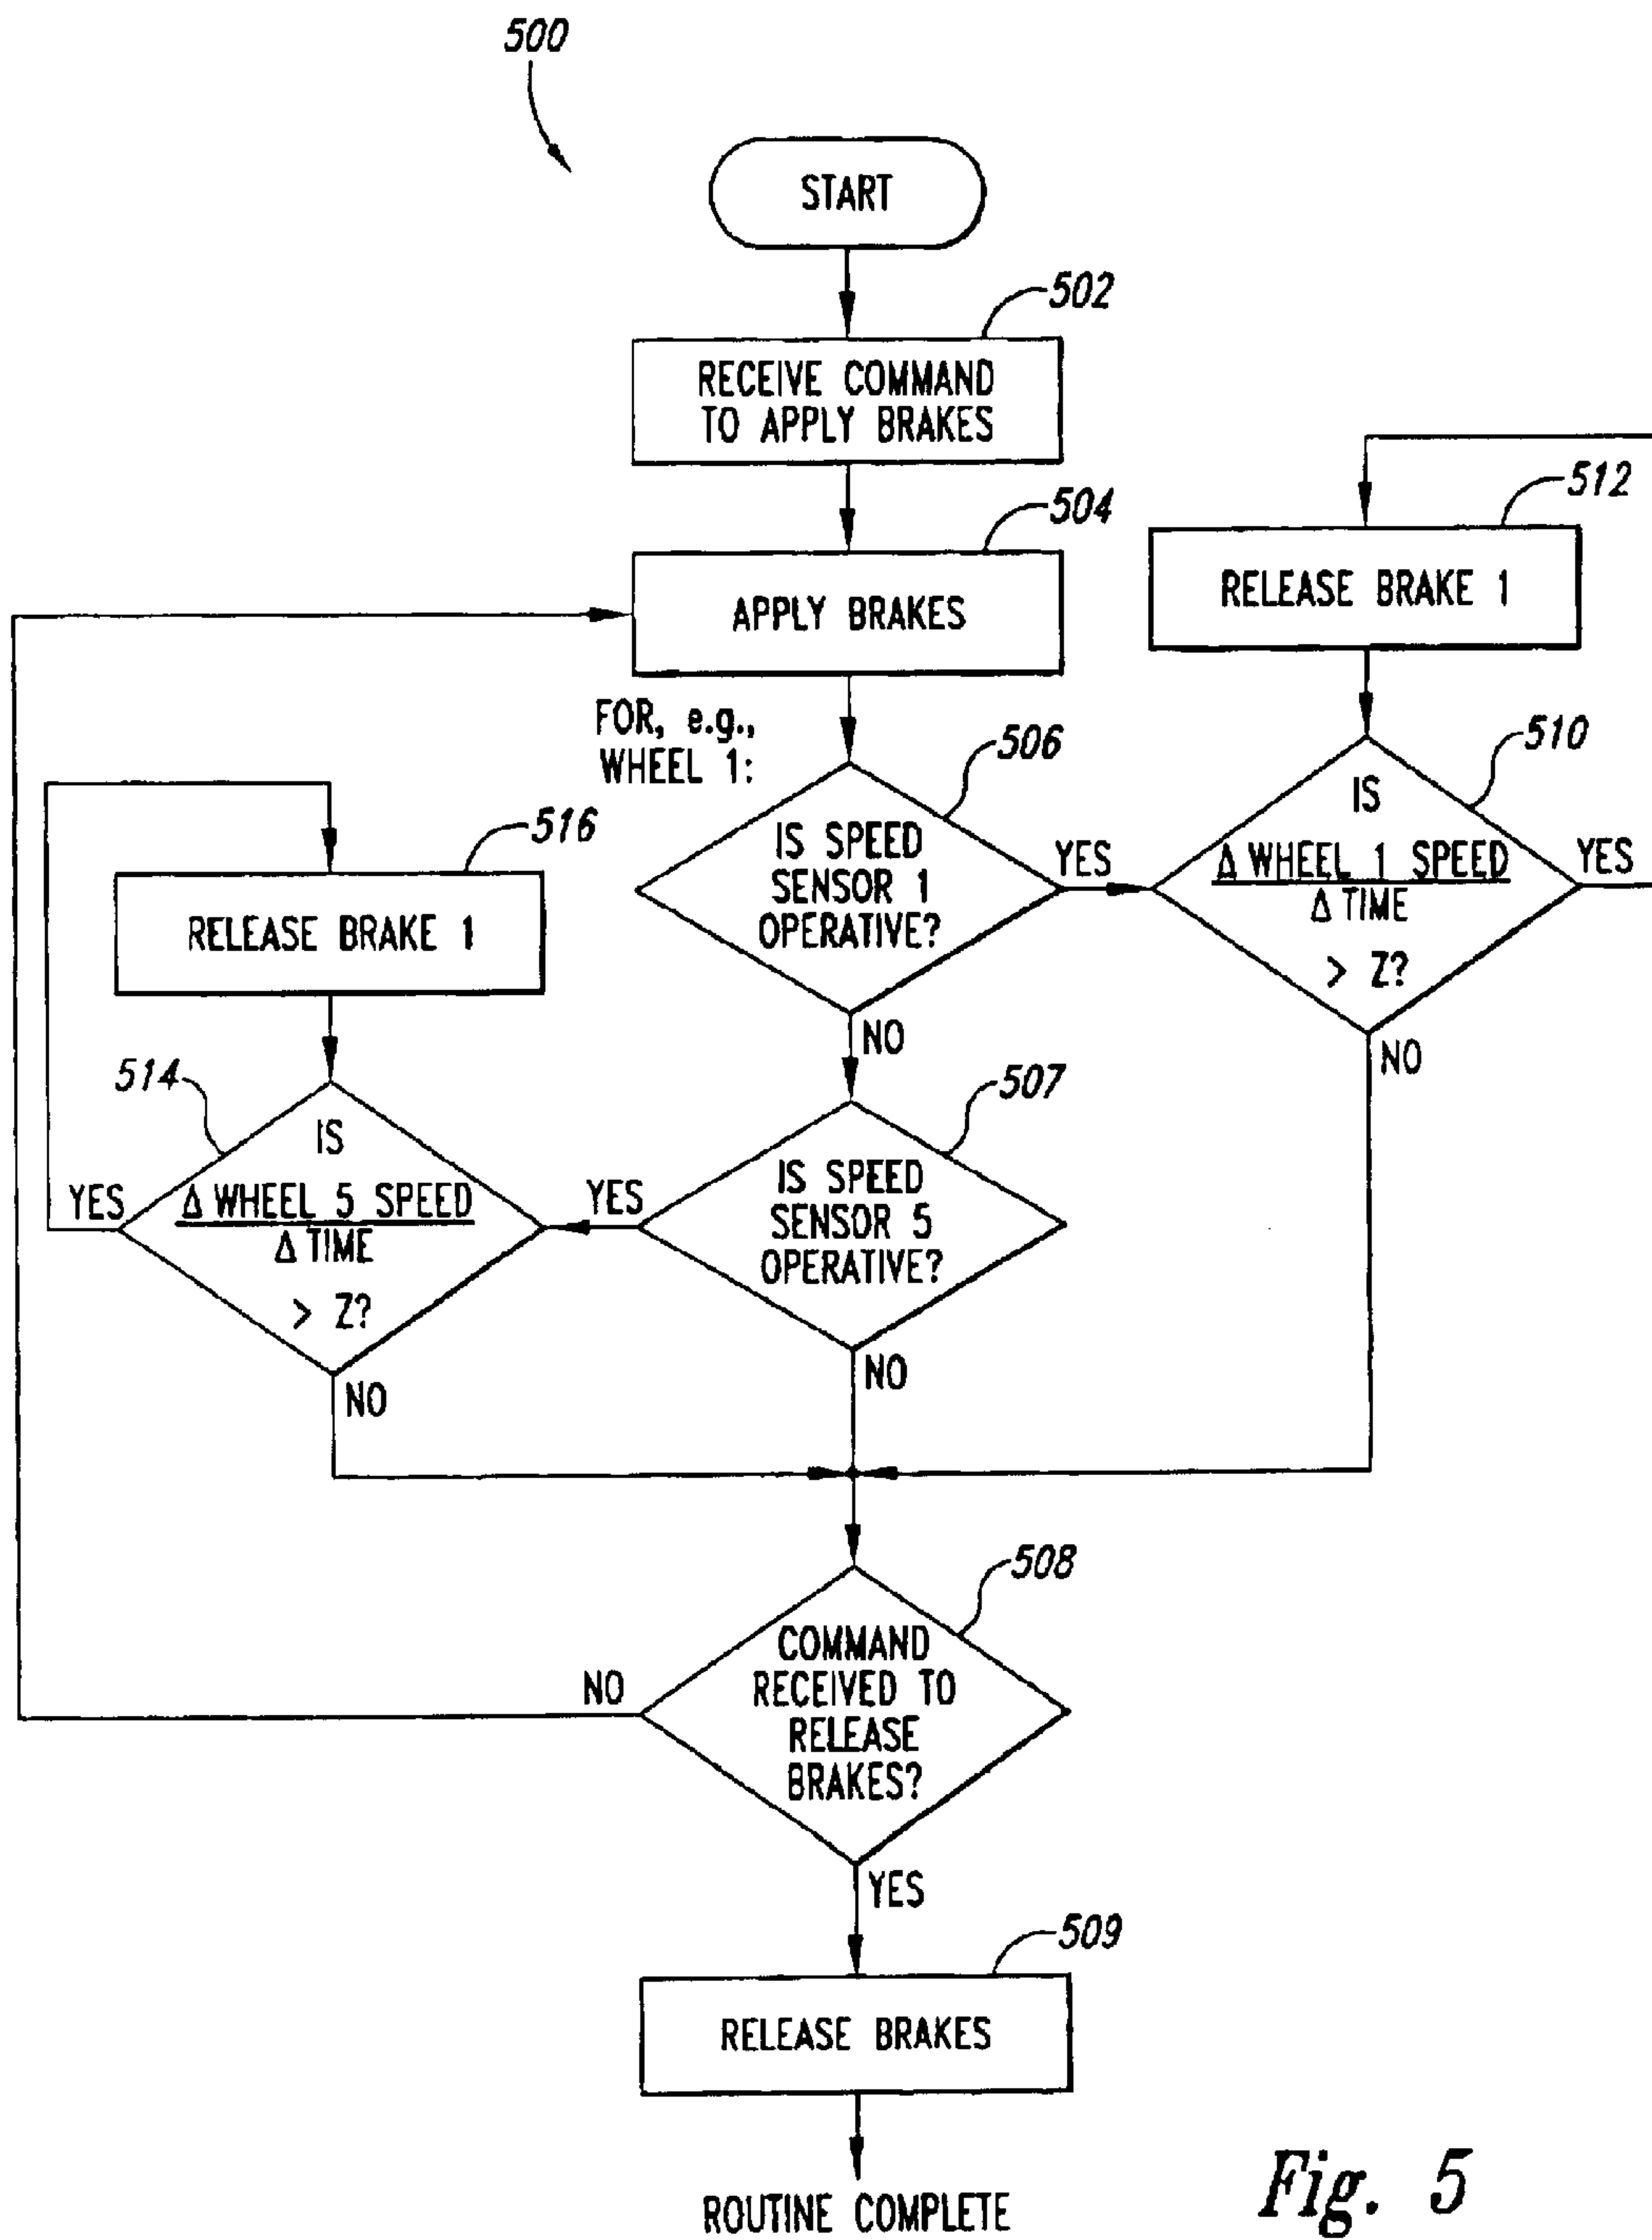 500
START
502
RECEIVE COMMAND
TO APPLY BRAKES
504
APPLY BRAKES
512
RELEASE BRAKE 1
FOR, e.g.,
WHEEL 1:
506
IS SPEED
SENSOR 1
OPERATIVE?
YES
NO
510
IS
Δ WHEEL 1 SPEED
Δ TIME
> Z?
YES
NO
516
RELEASE BRAKE 1
514
IS
Δ WHEEL 5 SPEED
Δ TIME
> Z?
YES
NO
507
IS SPEED
SENSOR 5
OPERATIVE?
YES
NO
508
COMMAND
RECEIVED TO
RELEASE
BRAKES?
NO
YES
509
RELEASE BRAKES
ROUTINE COMPLETE
Fig. 5